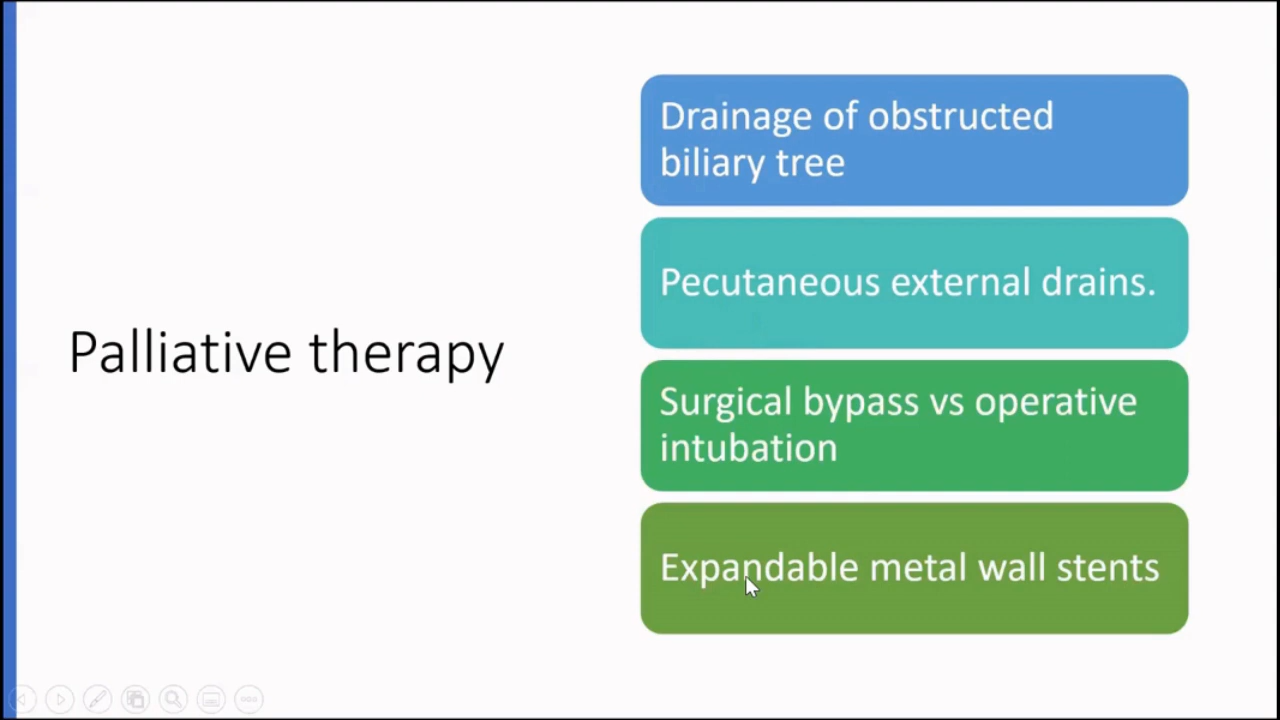 Palliative therapy
Drainage of obstructed
biliary tree
Pecutaneous external drains.
Surgical bypass vs operative
intubation
Expandable metal wall stents